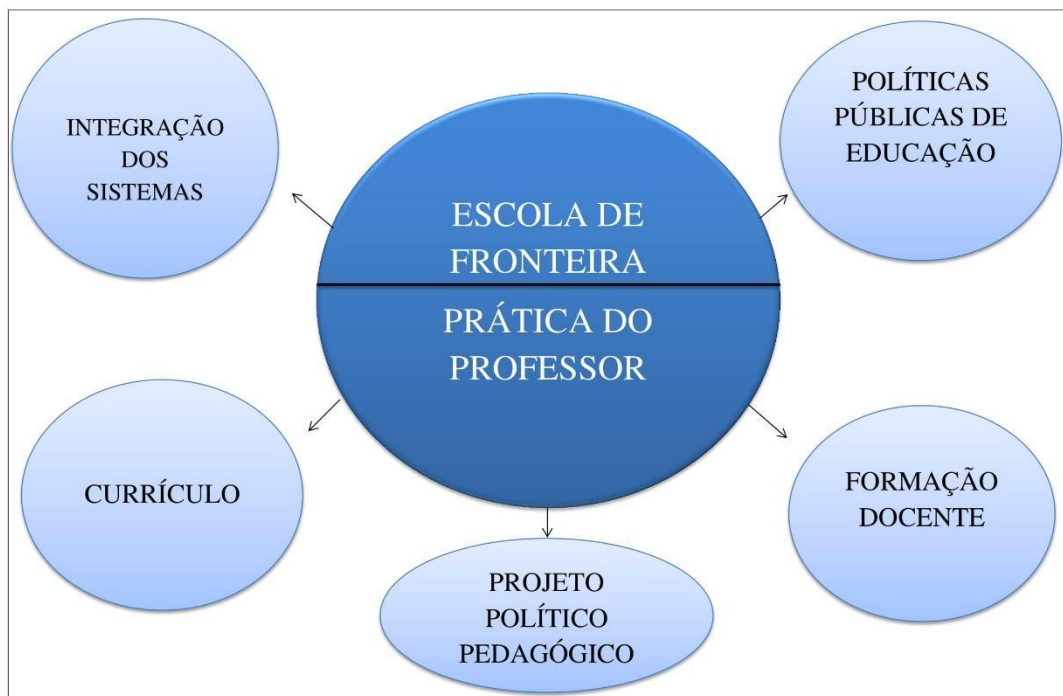 INTEGRAÇÃO
DOS
SISTEMAS
POLÍTICAS
PÚBLICAS DE
EDUCAÇÃO
ESCOLA DE
FRONTEIRA
PRÁTICA DO
PROFESSOR
CURRÍCULO
FORMAÇÃO
DOCENTE
PROJETO
POLÍTICO
PEDAGÓGICO